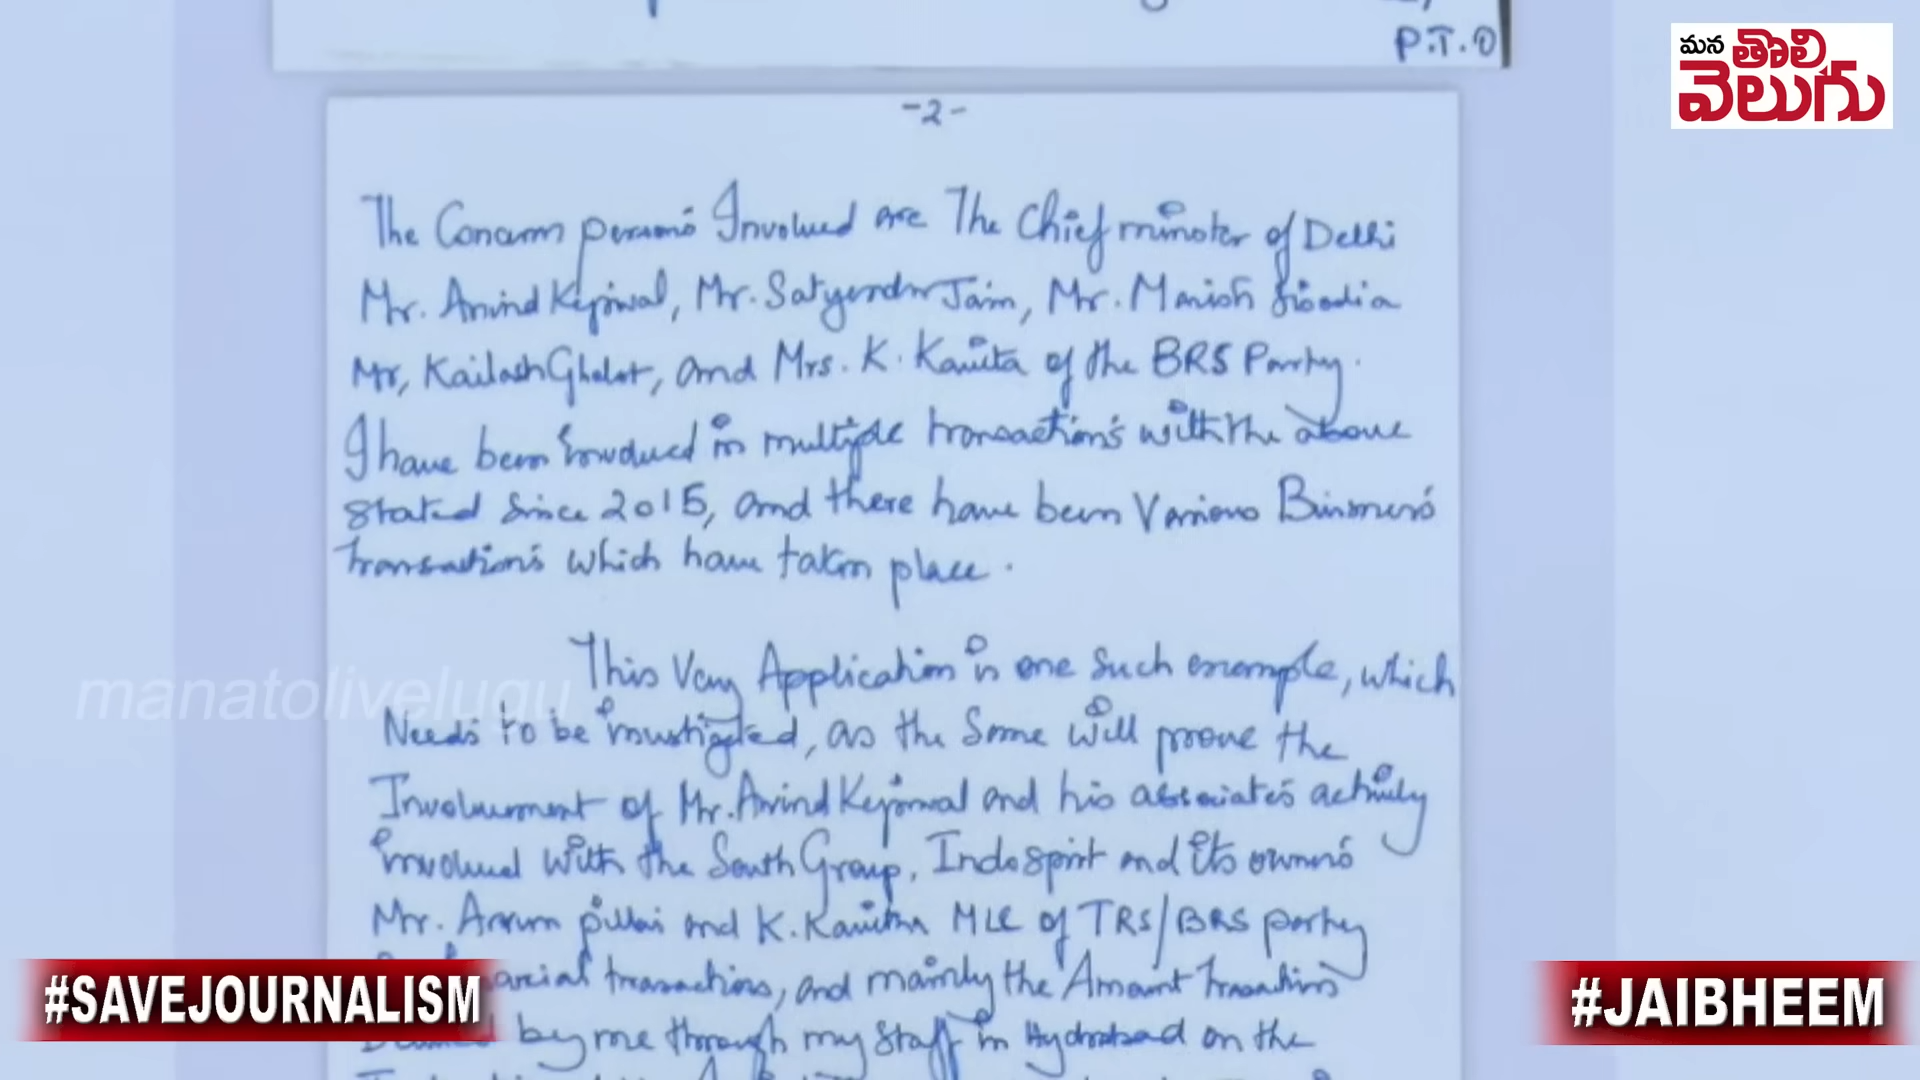 P.T.O
మన
తొలి
వెలుగు
-2-
The Concern persons Involved are The Chief minister of Delhi
Mr. Arvind Kejriwal, Mr. Satyender Jain, Mr. Manish Sisodia
Mr, Kailash Ghelot, and Mrs. K. Kavita of the BRS Party.
I have been involved in multiple transactions with the above
stated since 2015, and there have been Various Business
transactions which have taken place.
This Very Application is one such example, which
Needs to be investigated, as the Same will prove the
Involvement of Mr. Arvind Kejriwal and his associates actively
involved with the South Group, Indospirit and its owners
Mr. Arrun pillai and K. Kavitha MLC of TRS/BRS party
transactions, and mainly the Amount transactions
by me through my staff in Hyderabad on the
manatolivelugu
#SAVEJOURNALISM
#JAIBHEEM